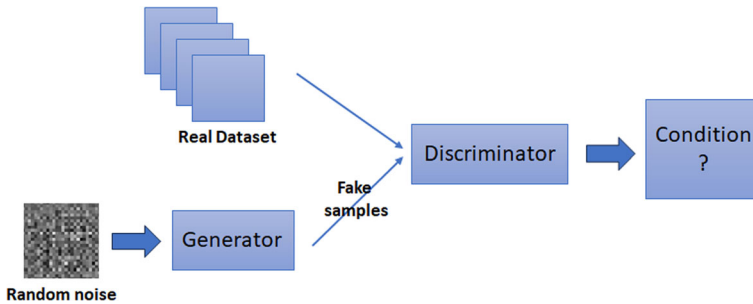 Real Dataset
Discriminator
Condition
?
Fake
samples
Generator
Random noise